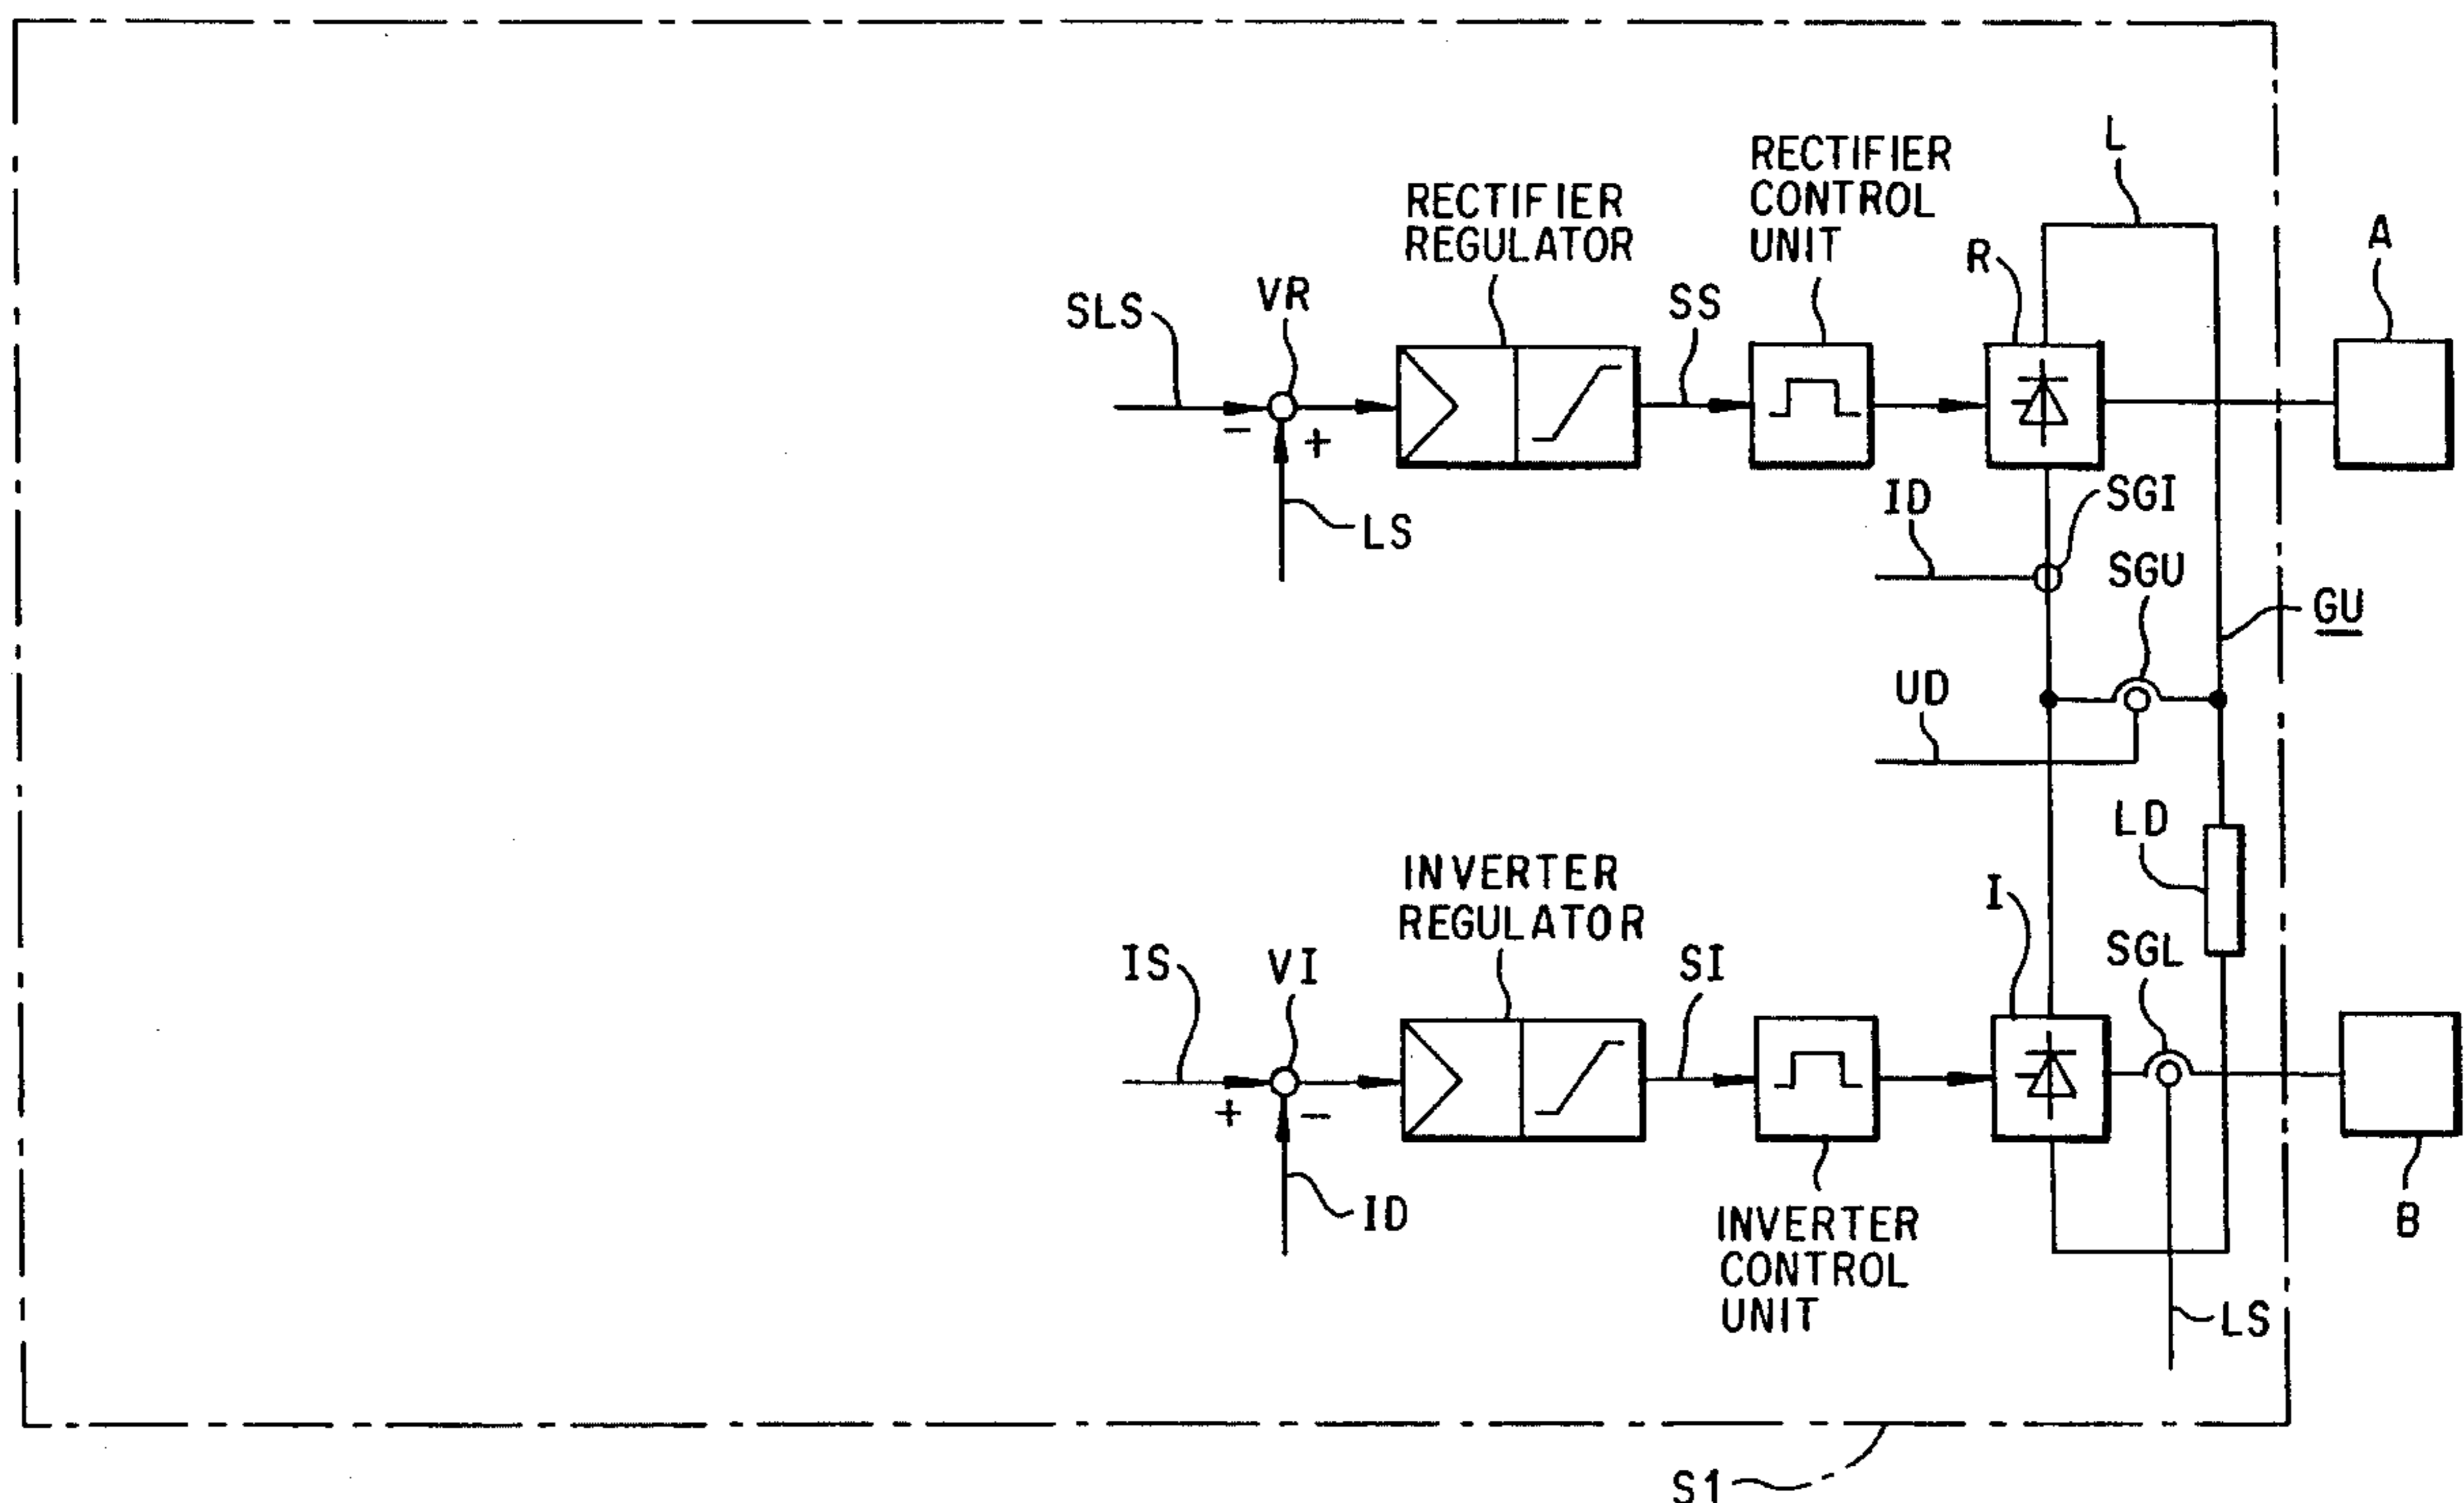 L
RECTIFIER
CONTROL
UNIT
RECTIFIER
REGULATOR
A
R
SLS
VR
SS
- +
LS
ID
SGI
SGU
GU
UD
LD
INVERTER
REGULATOR
I
SGL
IS
VI
SI
+ -
ID
INVERTER
CONTROL
UNIT
B
LS
S1